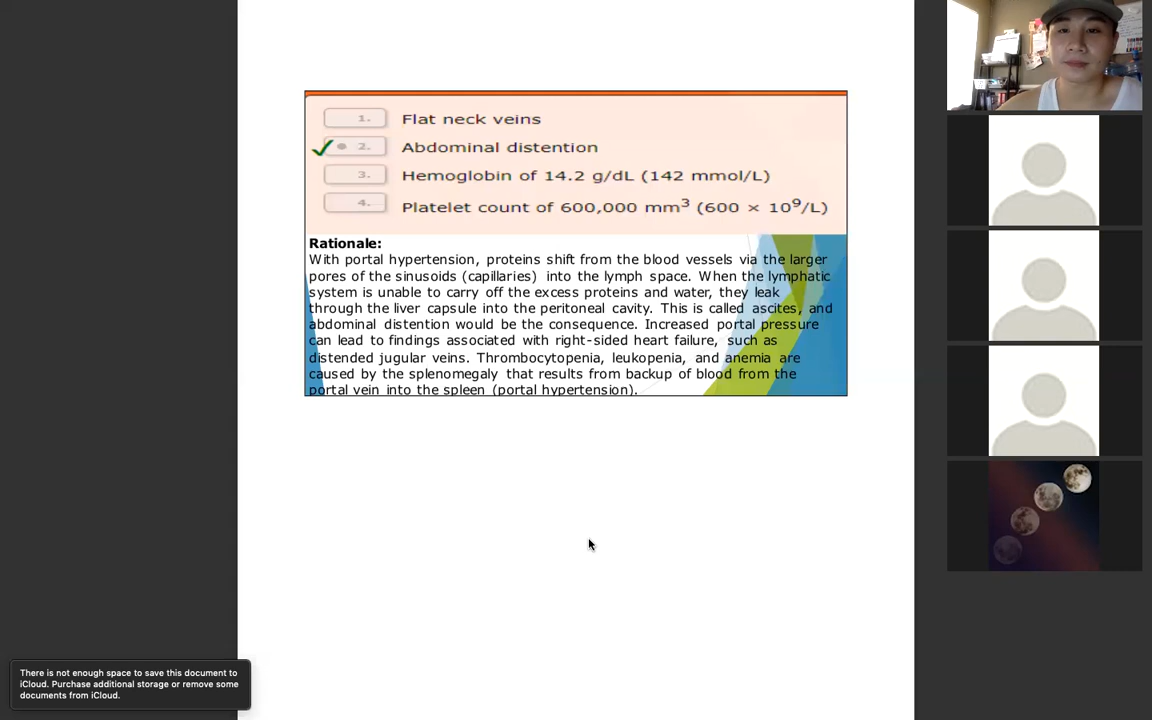 1. Flat neck veins
2. Abdominal distention
3. Hemoglobin of 14.2 g/dL (142 mmol/L)
4. Platelet count of 600,000 mm³ (600 × 10⁹/L)
Rationale:
With portal hypertension, proteins shift from the blood vessels via the larger
pores of the sinusoids (capillaries) into the lymph space. When the lymphatic
system is unable to carry off the excess proteins and water, they leak
through the liver capsule into the peritoneal cavity. This is called ascites, and
abdominal distention would be the consequence. Increased portal pressure
can lead to findings associated with right-sided heart failure, such as
distended jugular veins. Thrombocytopenia, leukopenia, and anemia are
caused by the splenomegaly that results from backup of blood from the
portal vein into the spleen (portal hypertension).
There is not enough space to save this document to
iCloud. Purchase additional storage or remove some
documents from iCloud.